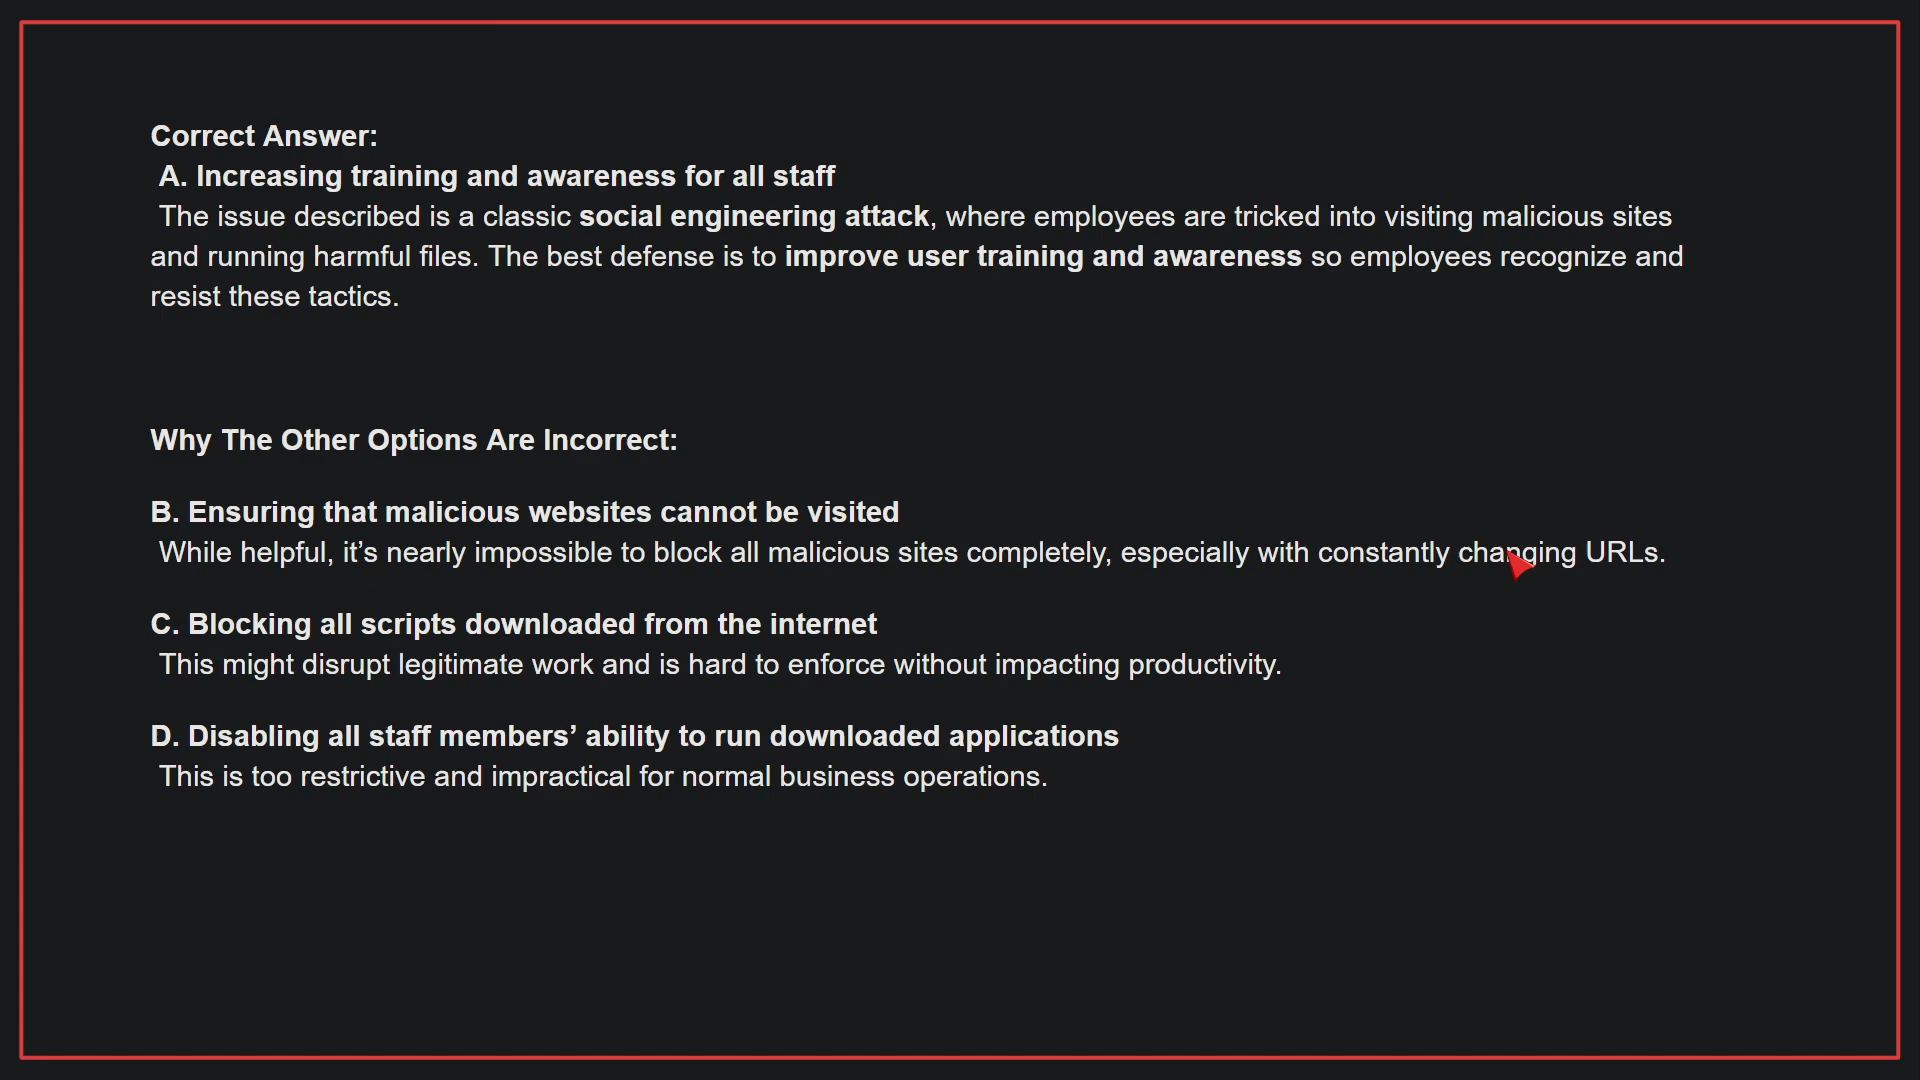 Correct Answer:
A. Increasing training and awareness for all staff
The issue described is a classic social engineering attack, where employees are tricked into visiting malicious sites
and running harmful files. The best defense is to improve user training and awareness so employees recognize and
resist these tactics.
Why The Other Options Are Incorrect:
B. Ensuring that malicious websites cannot be visited
While helpful, it’s nearly impossible to block all malicious sites completely, especially with constantly changing URLs.
C. Blocking all scripts downloaded from the internet
This might disrupt legitimate work and is hard to enforce without impacting productivity.
D. Disabling all staff members’ ability to run downloaded applications
This is too restrictive and impractical for normal business operations.